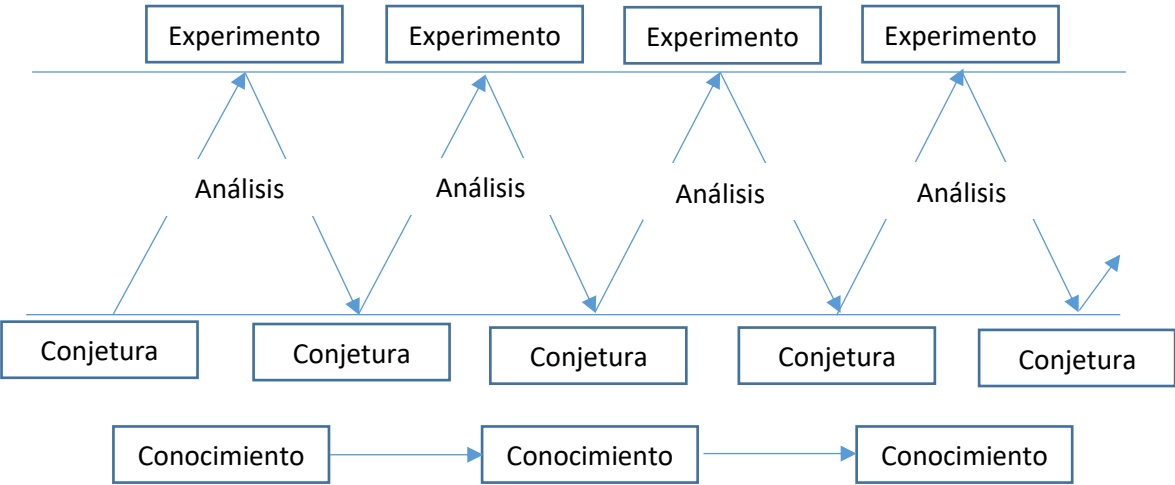 Experimento
Experimento
Experimento
Experimento
Análisis
Análisis
Análisis
Análisis
Conjetura
Conjetura
Conjetura
Conjetura
Conjetura
Conocimiento
Conocimiento
Conocimiento